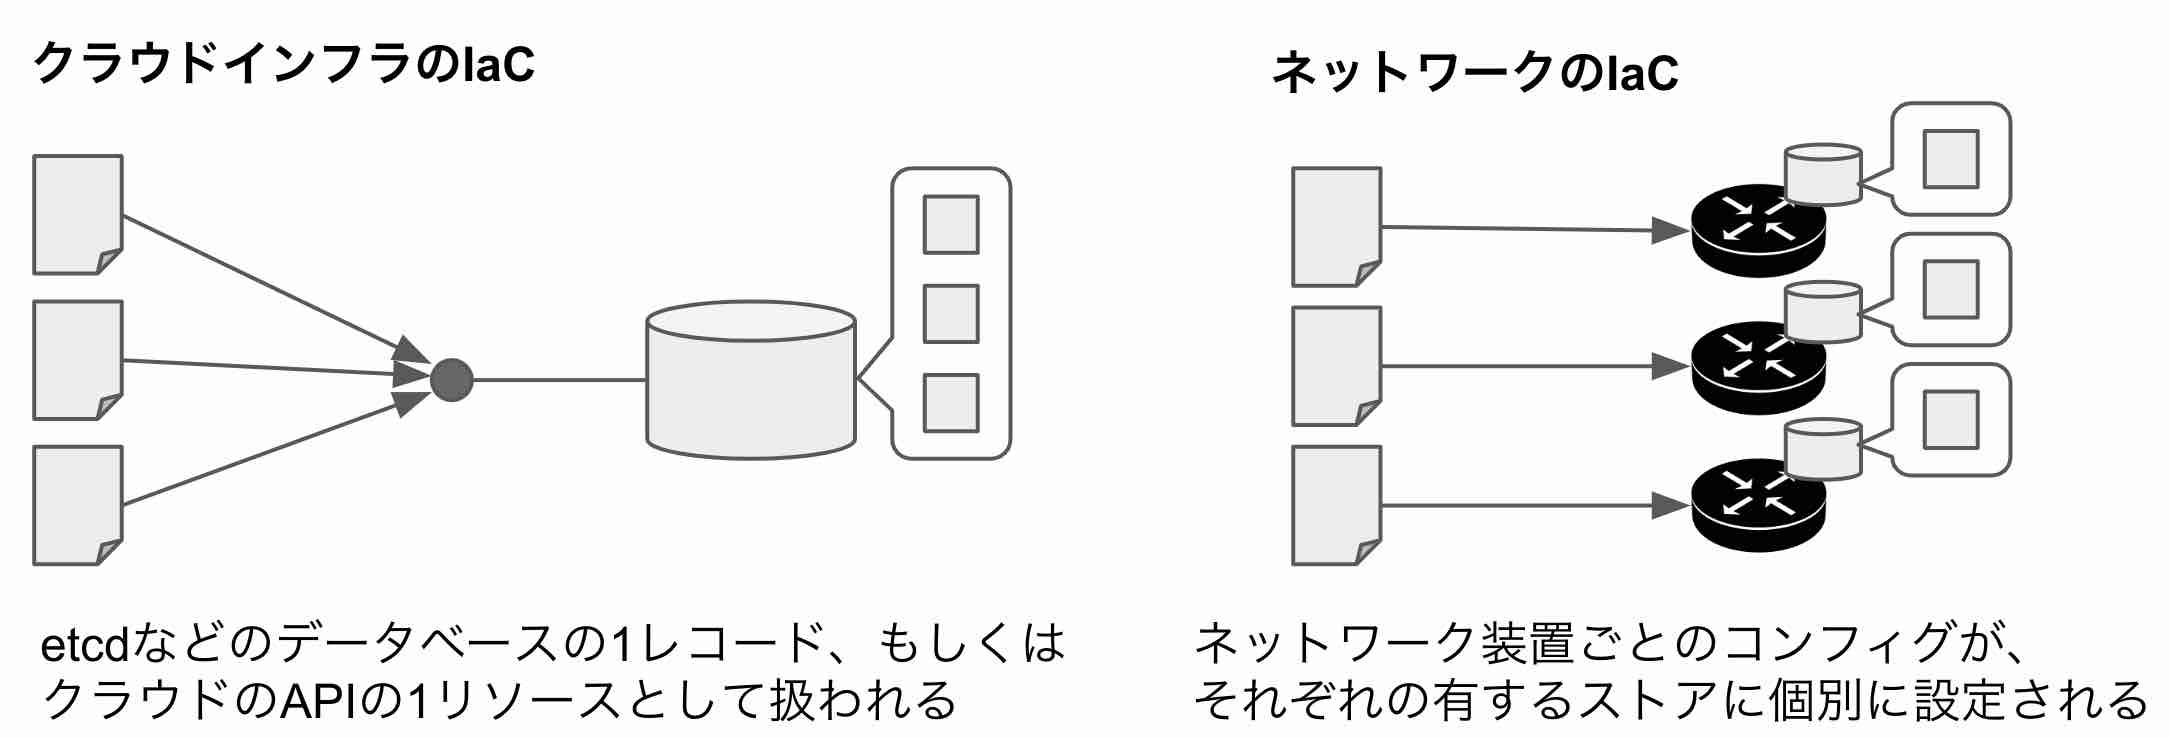 クラウドインフラのIaC
etcdなどのデータベースの1レコード、もしくは
クラウドのAPIの1リソースとして扱われる
ネットワークのIaC
ネットワーク装置ごとのコンフィグが、
それぞれの有するストアに個別に設定される